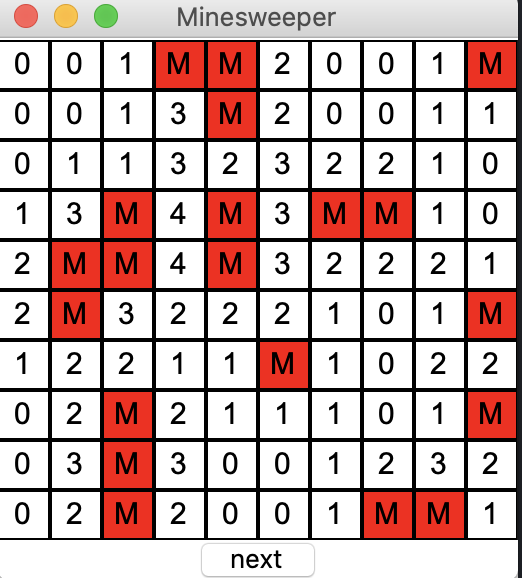 Minesweeper
0 0 1 M M 2 0 0 1 M
0 0 1 3 M 2 0 0 1 1
0 1 1 3 2 3 2 2 1 0
1 3 M 4 M 3 M M 1 0
2 M M 4 M 3 2 2 2 1
2 M 3 2 2 2 1 0 1 M
1 2 2 1 1 M 1 0 2 2
0 2 M 2 1 1 1 0 1 M
0 3 M 3 0 0 1 2 3 2
0 2 M 2 0 0 1 M M 1
next